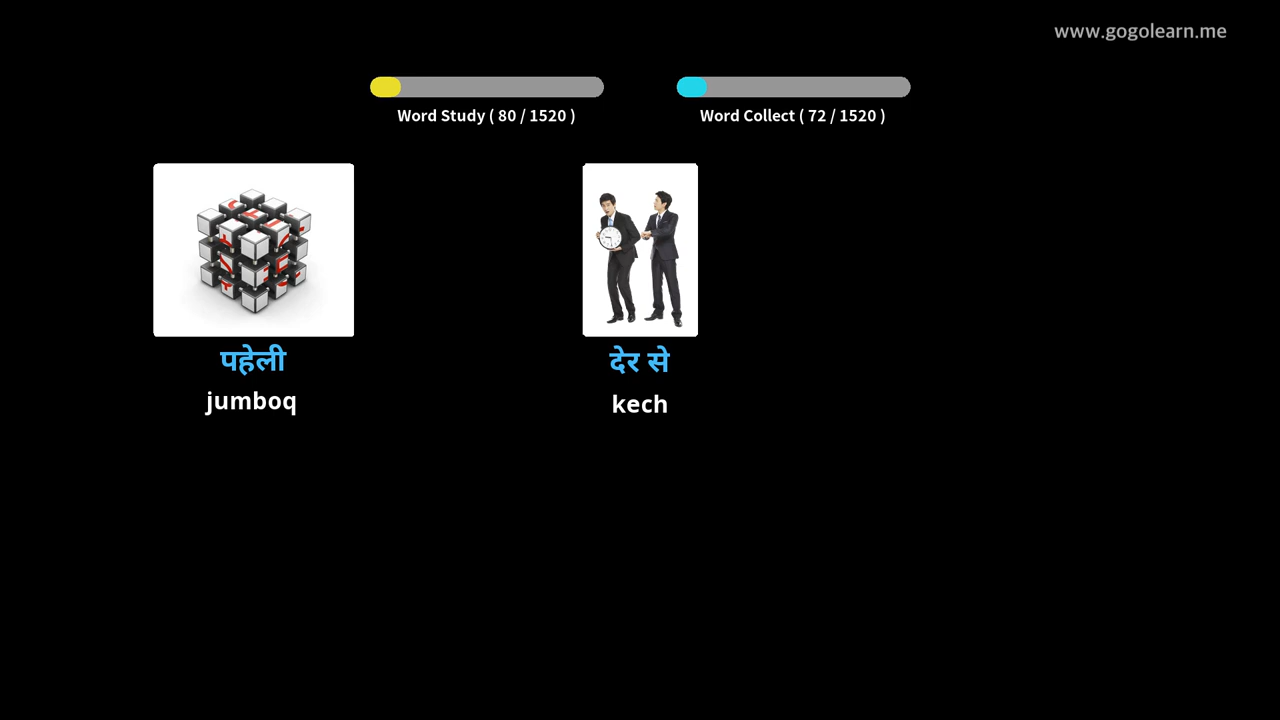 www.gogolearn.me
Word Study ( 80 / 1520 )
Word Collect ( 72 / 1520 )
पहेली
jumboq
देर से
kech